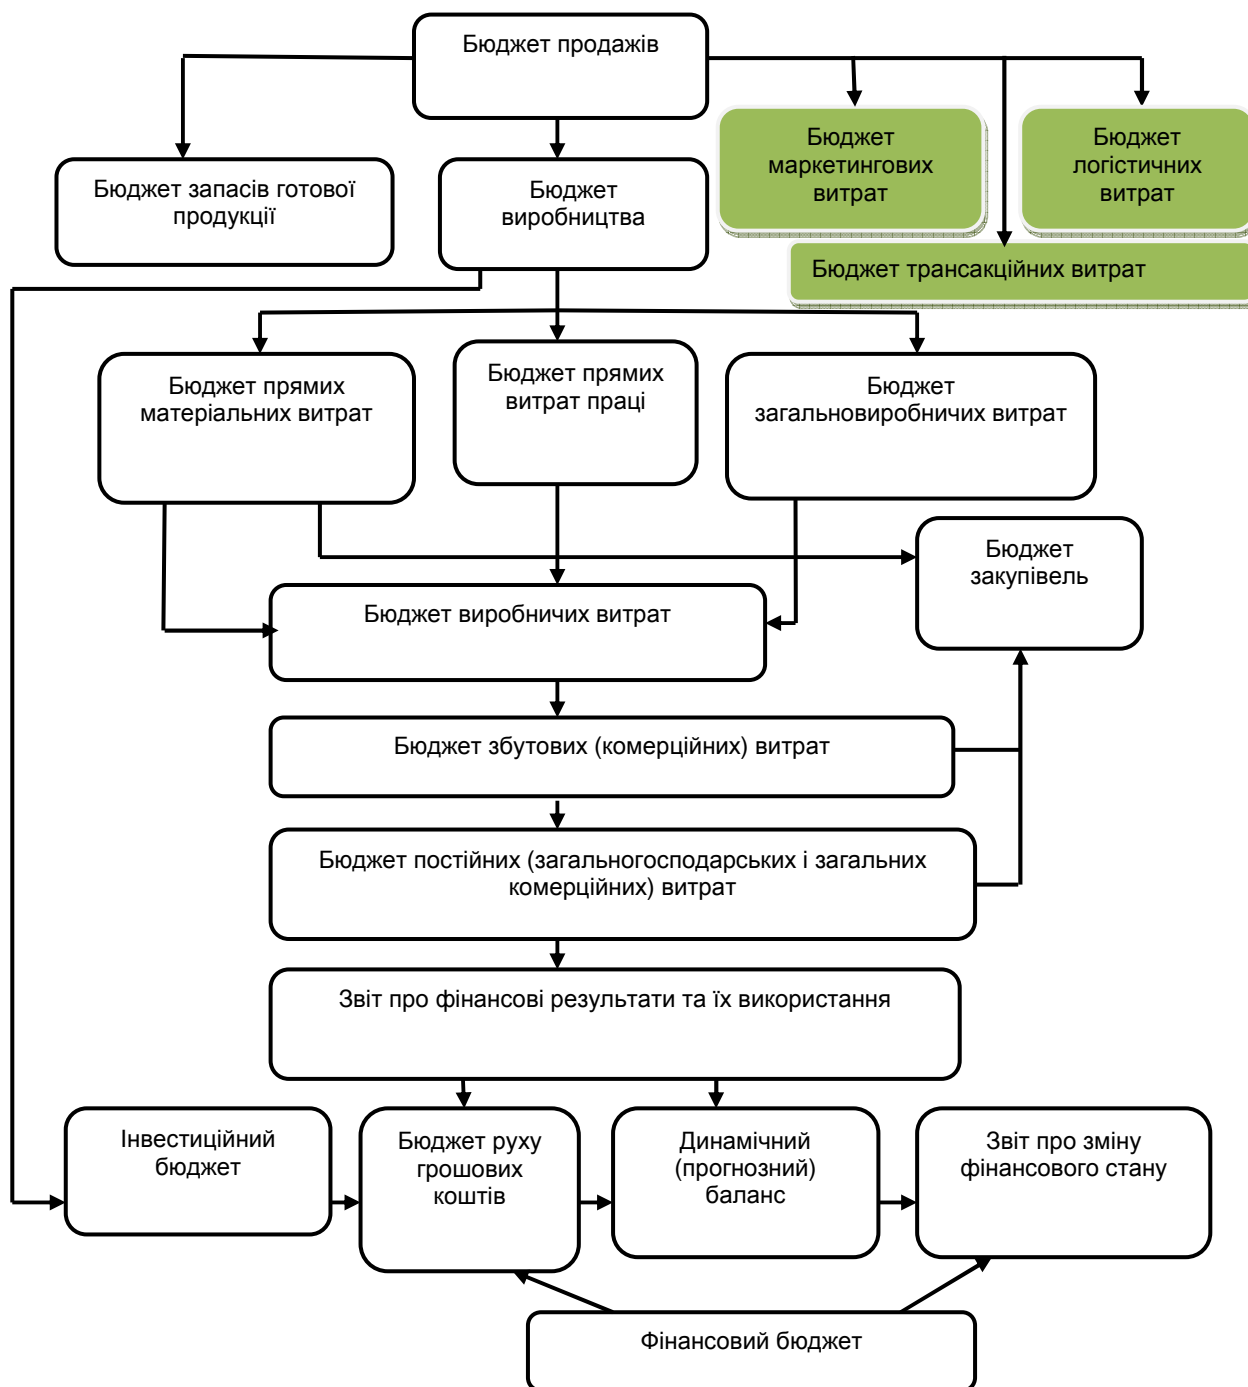 Бюджет продажів
Бюджет
маркетингових
витрат
Бюджет
логістичних
витрат
Бюджет запасів готової
продукції
Бюджет
виробництва
Бюджет трансакційних витрат
Бюджет прямих
матеріальних витрат
Бюджет прямих
витрат праці
Бюджет
загальновиробничих витрат
Бюджет
закупівель
Бюджет виробничих витрат
Бюджет збутових (комерційних) витрат
Бюджет постійних (загальногосподарських і загальних
комерційних) витрат
Звіт про фінансові результати та їх використання
Інвестиційний
бюджет
Бюджет руху
грошових
коштів
Динамічний
(прогнозний)
баланс
Звіт про зміну
фінансового стану
Фінансовий бюджет